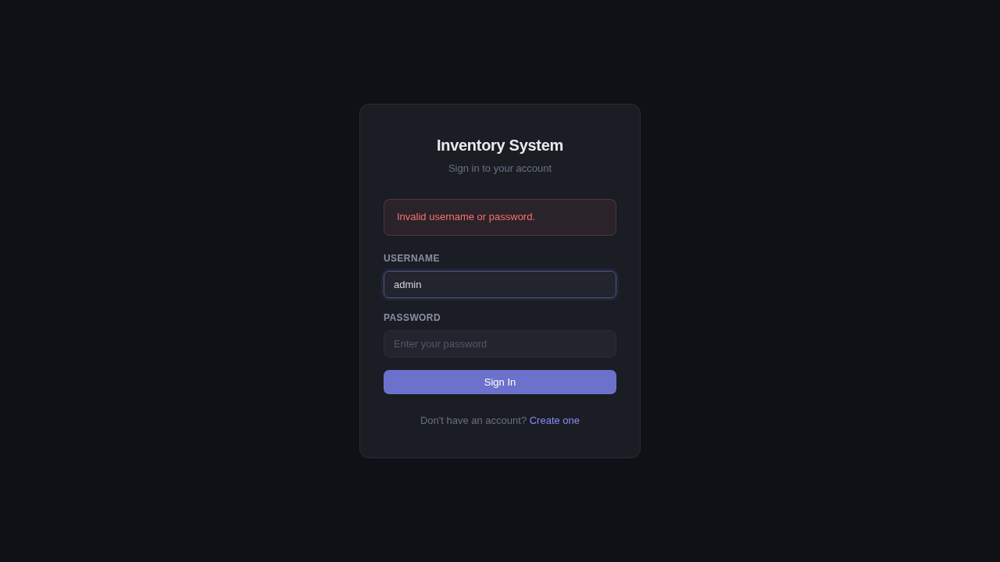 Inventory System
Sign in to your account
Invalid username or password.
USERNAME
admin
PASSWORD
Enter your password
Sign In
Don't have an account? Create one